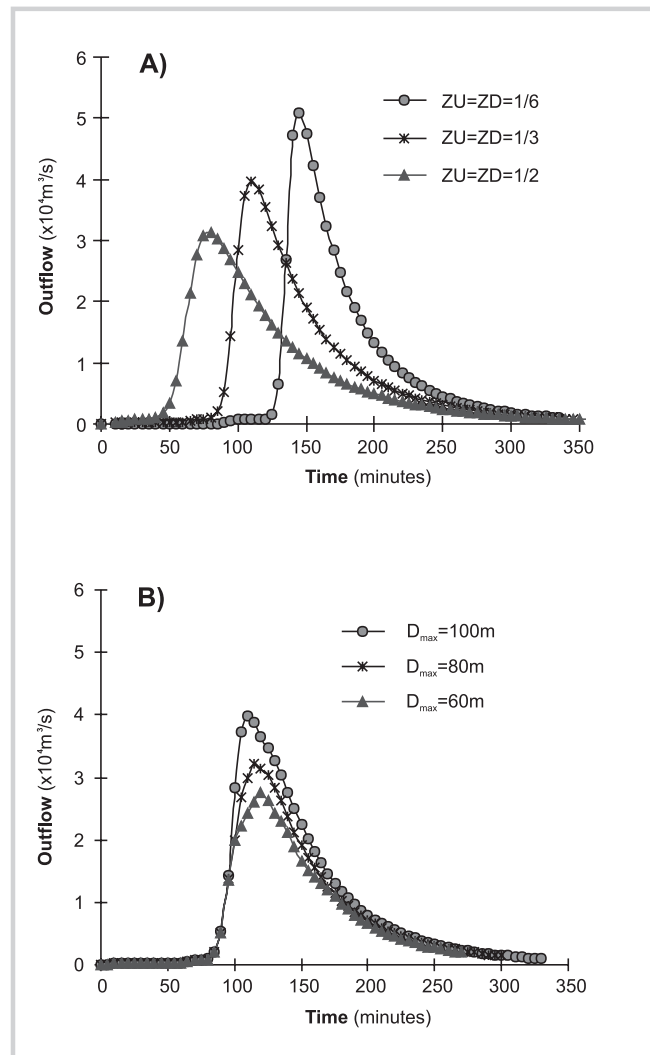 A)
ZU=ZD=1/6
ZU=ZD=1/3
ZU=ZD=1/2
Outflow (x10⁴m³/s)
6
5
4
3
2
1
0
0 50 100 150 200 250 300 350
Time (minutes)
B)
Dmax=100m
Dmax=80m
Dmax=60m
Outflow (x10⁴m³/s)
6
5
4
3
2
1
0
0 50 100 150 200 250 300 350
Time (minutes)